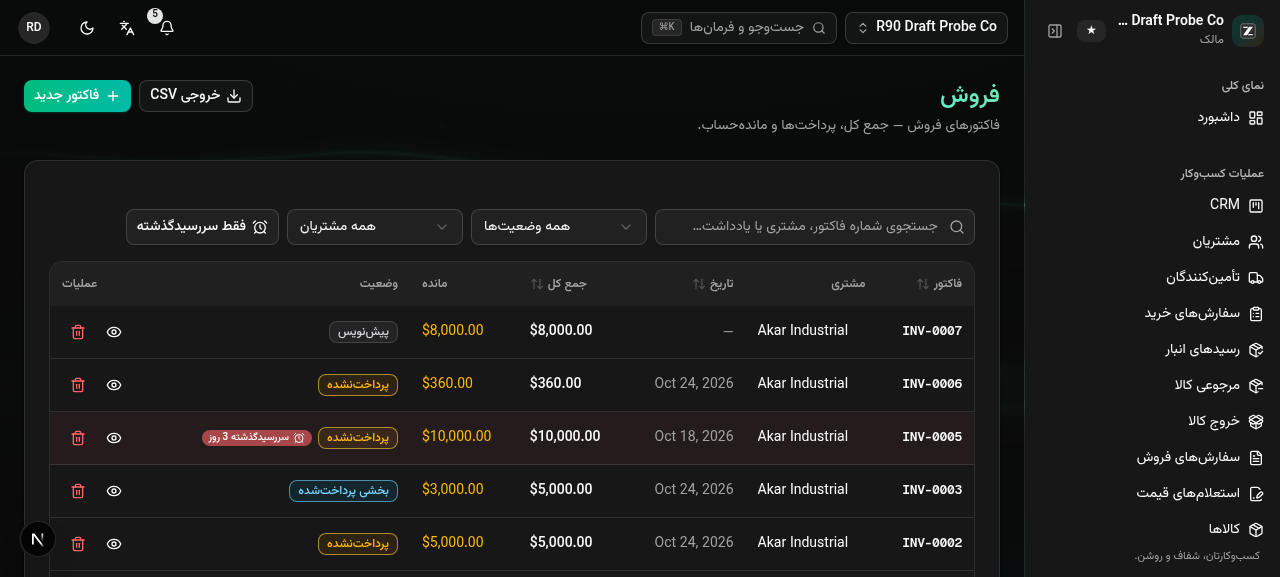 Draft Probe Co ...
مالک
★
نمای کلی
داشبورد
عملیات کسب‌وکار
CRM
مشتریان
تأمین‌کنندگان
سفارش‌های خرید
رسیدهای انبار
مرجوعی کالا
خروج کالا
سفارش‌های فروش
استعلام‌های قیمت
کالاها
کسب‌وکارتان، شفاف و روشن.
R90 Draft Probe Co
جست‌وجو و فرمان‌ها ⌘K
5
RD
فروش
فاکتورهای فروش — جمع کل، پرداخت‌ها و مانده‌حساب.
خروجی CSV
فاکتور جدید
جستجوی شماره فاکتور، مشتری یا یادداشت...
همه وضعیت‌ها
همه مشتریان
فقط سررسیدگذشته
فاکتور مشتری تاریخ جمع کل مانده وضعیت عملیات
INV-0007 Akar Industrial — $8,000.00 $8,000.00 پیش‌نویس
INV-0006 Akar Industrial Oct 24, 2026 $360.00 $360.00 پرداخت‌نشده
INV-0005 Akar Industrial Oct 18, 2026 $10,000.00 $10,000.00 پرداخت‌نشده سررسیدگذشته 3 روز
INV-0003 Akar Industrial Oct 24, 2026 $5,000.00 $3,000.00 بخشی پرداخت‌شده
INV-0002 Akar Industrial Oct 24, 2026 $5,000.00 $5,000.00 پرداخت‌نشده
N